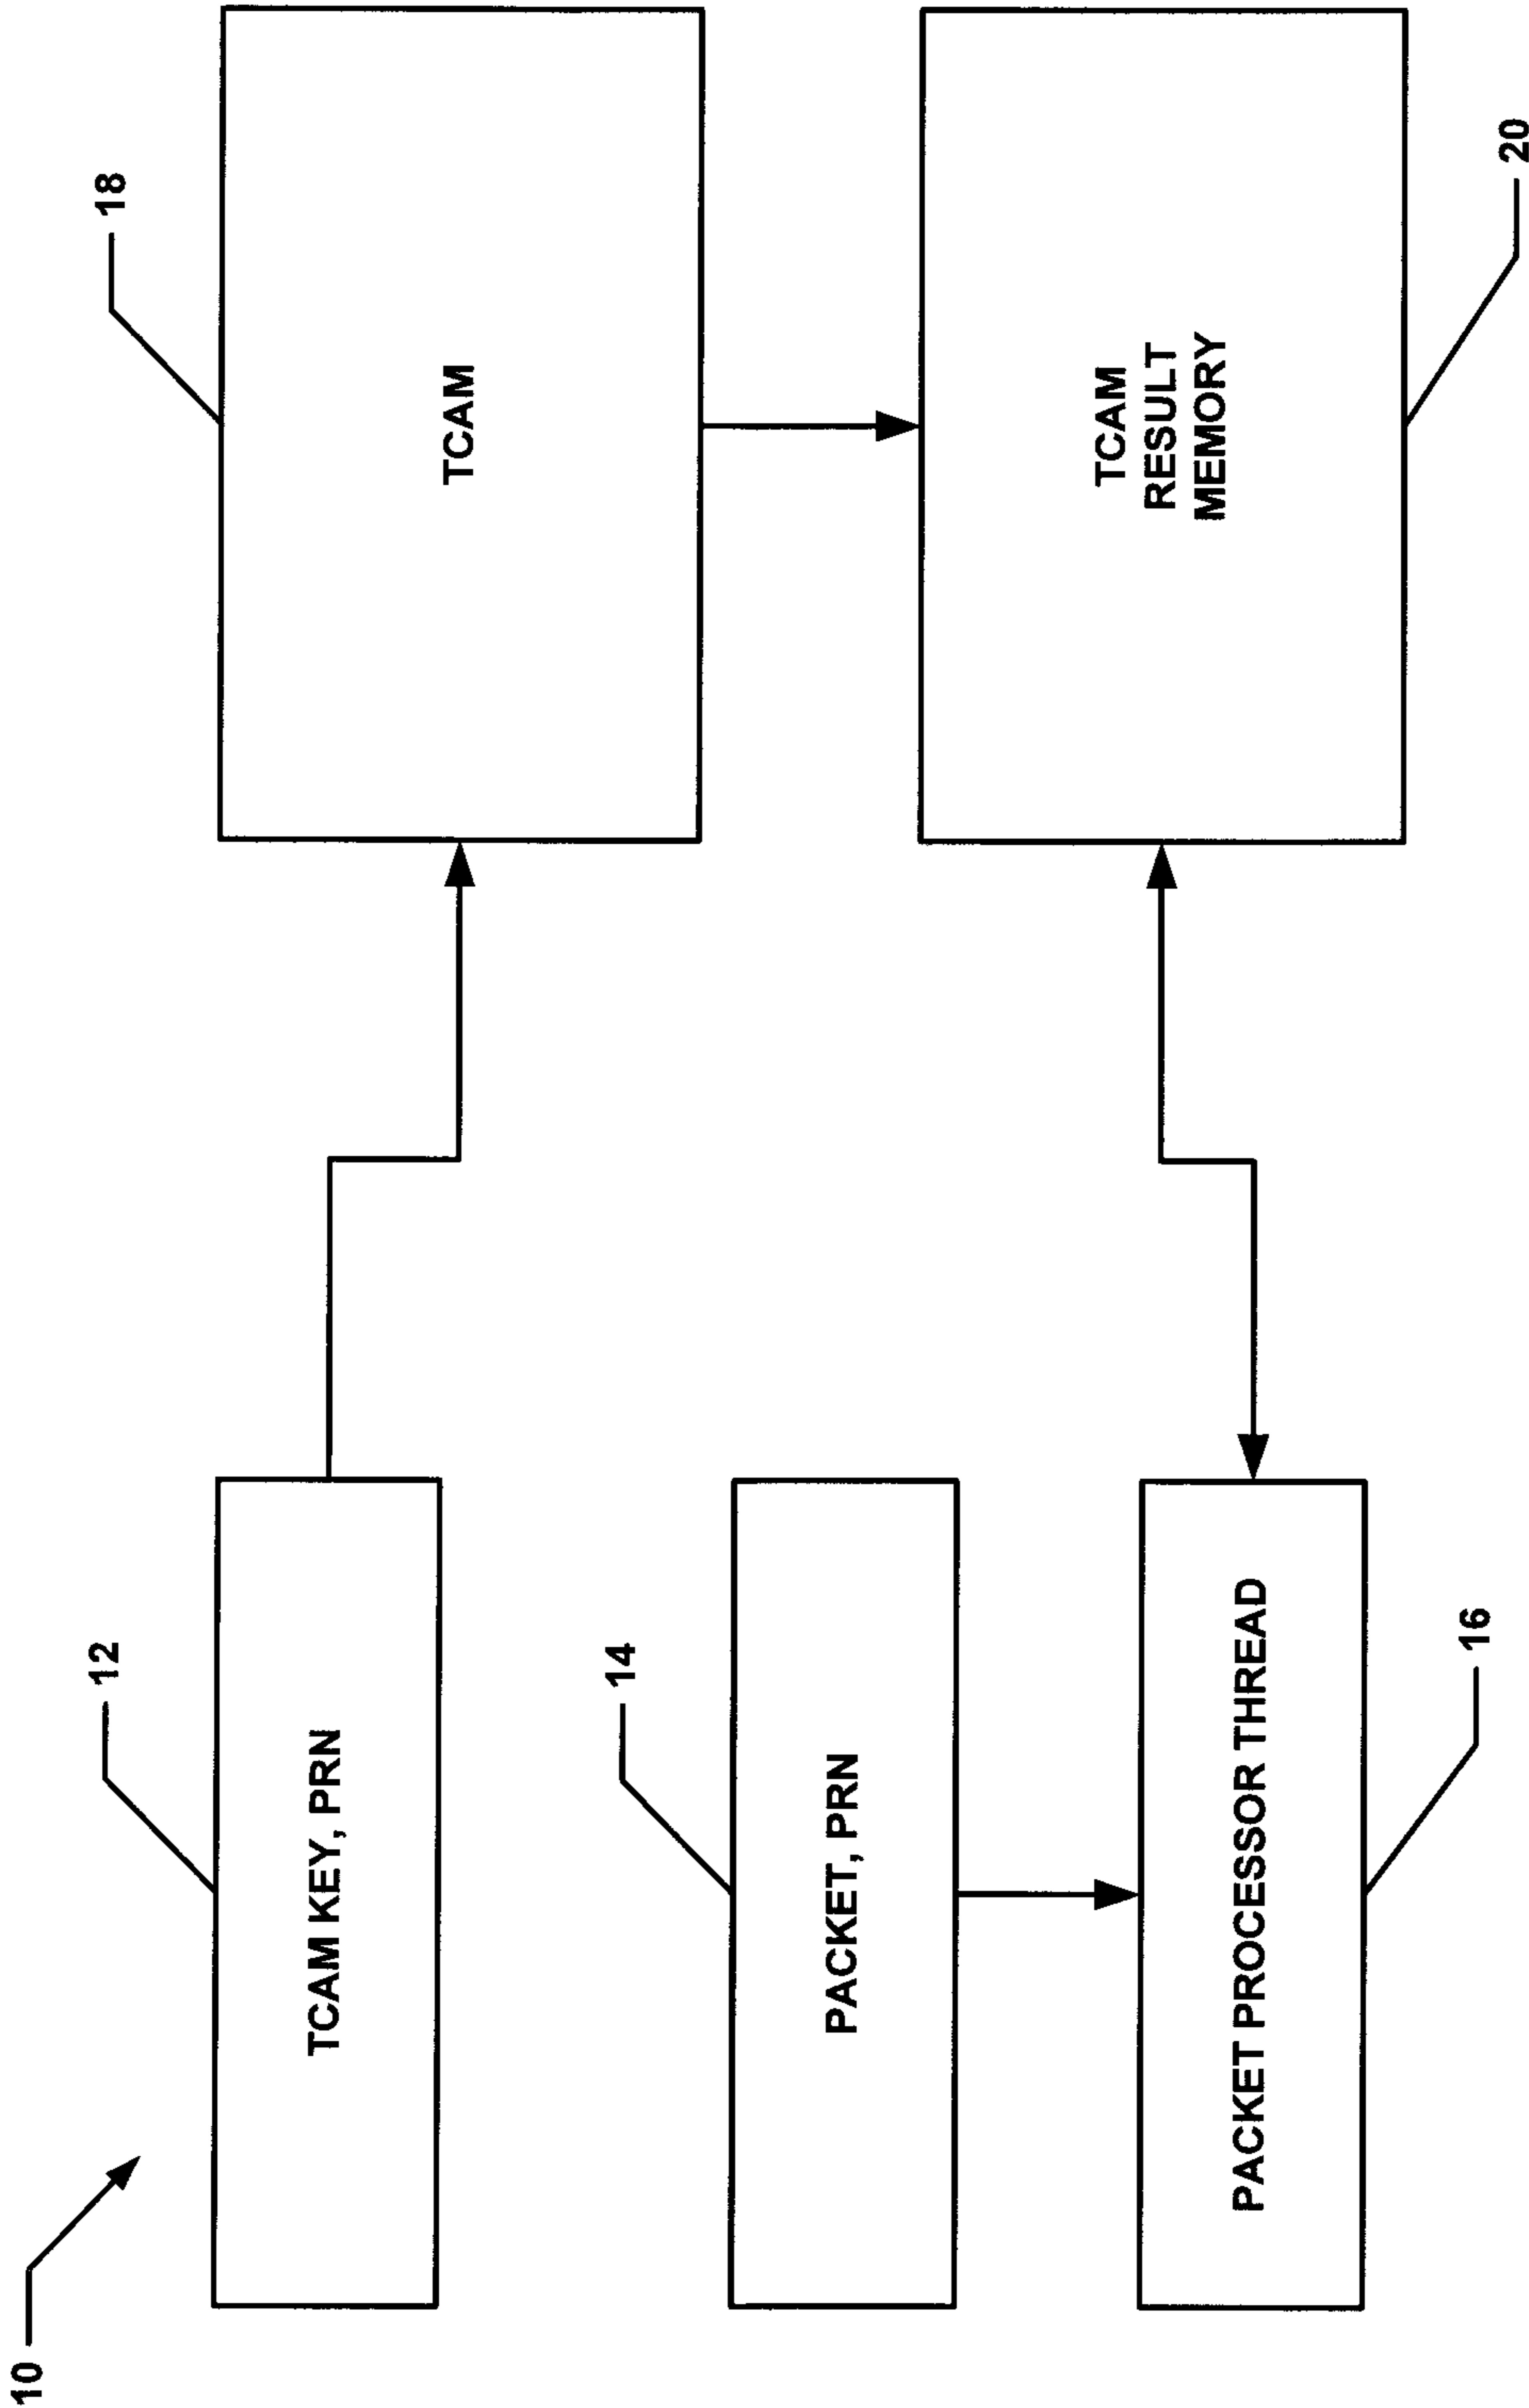 10
12
TCAM KEY, PRN
14
PACKET, PRN
PACKET PROCESSOR THREAD
16
18
TCAM
TCAM
RESULT
MEMORY
20